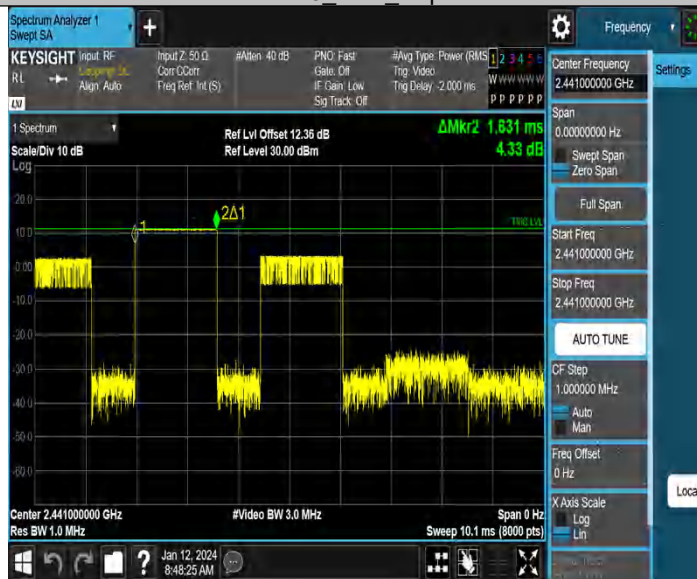 Spectrum Analyzer 1
Swept SA
+
Frequency
KEYSIGHT
RL
Input: RF
Coupling: DC
Align: Auto
Input Z: 50 Ω
Corr CCorr
Freq Ref: Int (S)
#Atten: 40 dB
PNO: Fast
Gate: Off
IF Gain: Low
Sig Track: Off
#Avg Type: Power (RMS
Trig: Video
Trig Delay: -2.000 ms
1 2 3 4 5 6
W W W W W W
P P P P P P
LXI
Center Frequency
2.441000000 GHz
Settings
Span
0.00000000 Hz
Swept Span
Zero Span
Full Span
Start Freq
2.441000000 GHz
Stop Freq
2.441000000 GHz
AUTO TUNE
CF Step
1.000000 MHz
Auto
Man
Freq Offset
0 Hz
X Axis Scale
Log
Lin
Loca
1 Spectrum
Scale/Div 10 dB
Log
Ref Lvl Offset 12.36 dB
Ref Level 30.00 dBm
ΔMkr2 1.631 ms
4.33 dB
20.0
10.0
0.00
-10.0
-20.0
-30.0
-40.0
-50.0
-60.0
1
2Δ1
TRIG LVL
Center 2.441000000 GHz
Res BW 1.0 MHz
#Video BW 3.0 MHz
Span 0 Hz
Sweep 10.1 ms (8000 pts)
?
Jan 12, 2024
8:48:25 AM